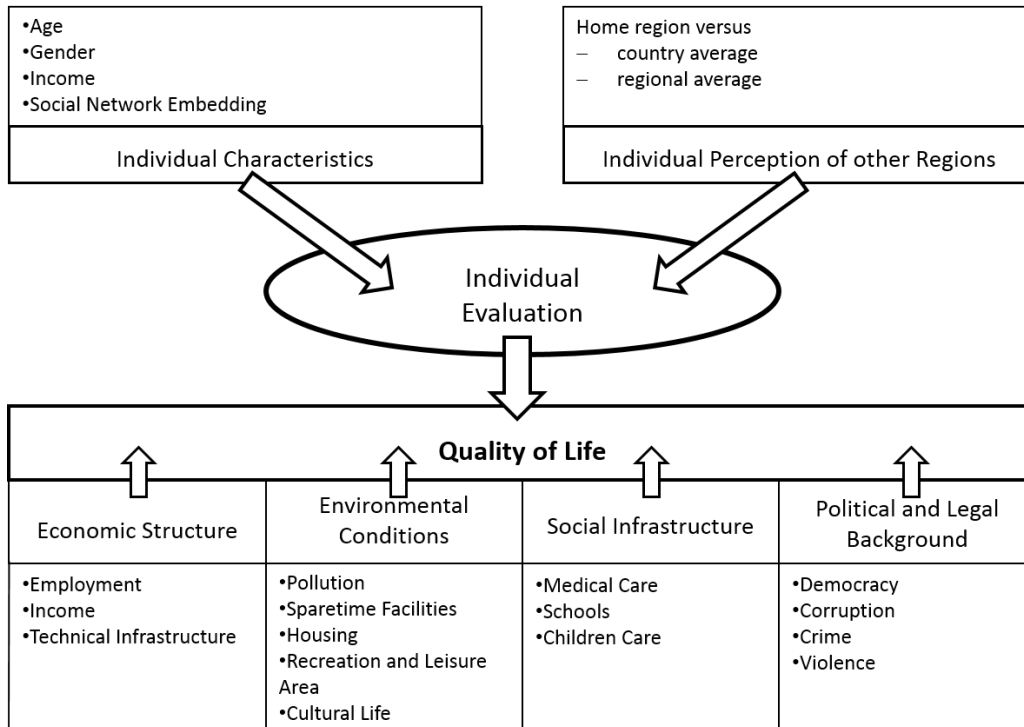 •Age
•Gender
•Income
•Social Network Embedding
Individual Characteristics
Home region versus
– country average
– regional average
Individual Perception of other Regions
Individual
Evaluation
Quality of Life
Economic Structure
•Employment
•Income
•Technical Infrastructure
Environmental
Conditions
•Pollution
•Sparetime Facilities
•Housing
•Recreation and Leisure
Area
•Cultural Life
Social Infrastructure
•Medical Care
•Schools
•Children Care
Political and Legal
Background
•Democracy
•Corruption
•Crime
•Violence